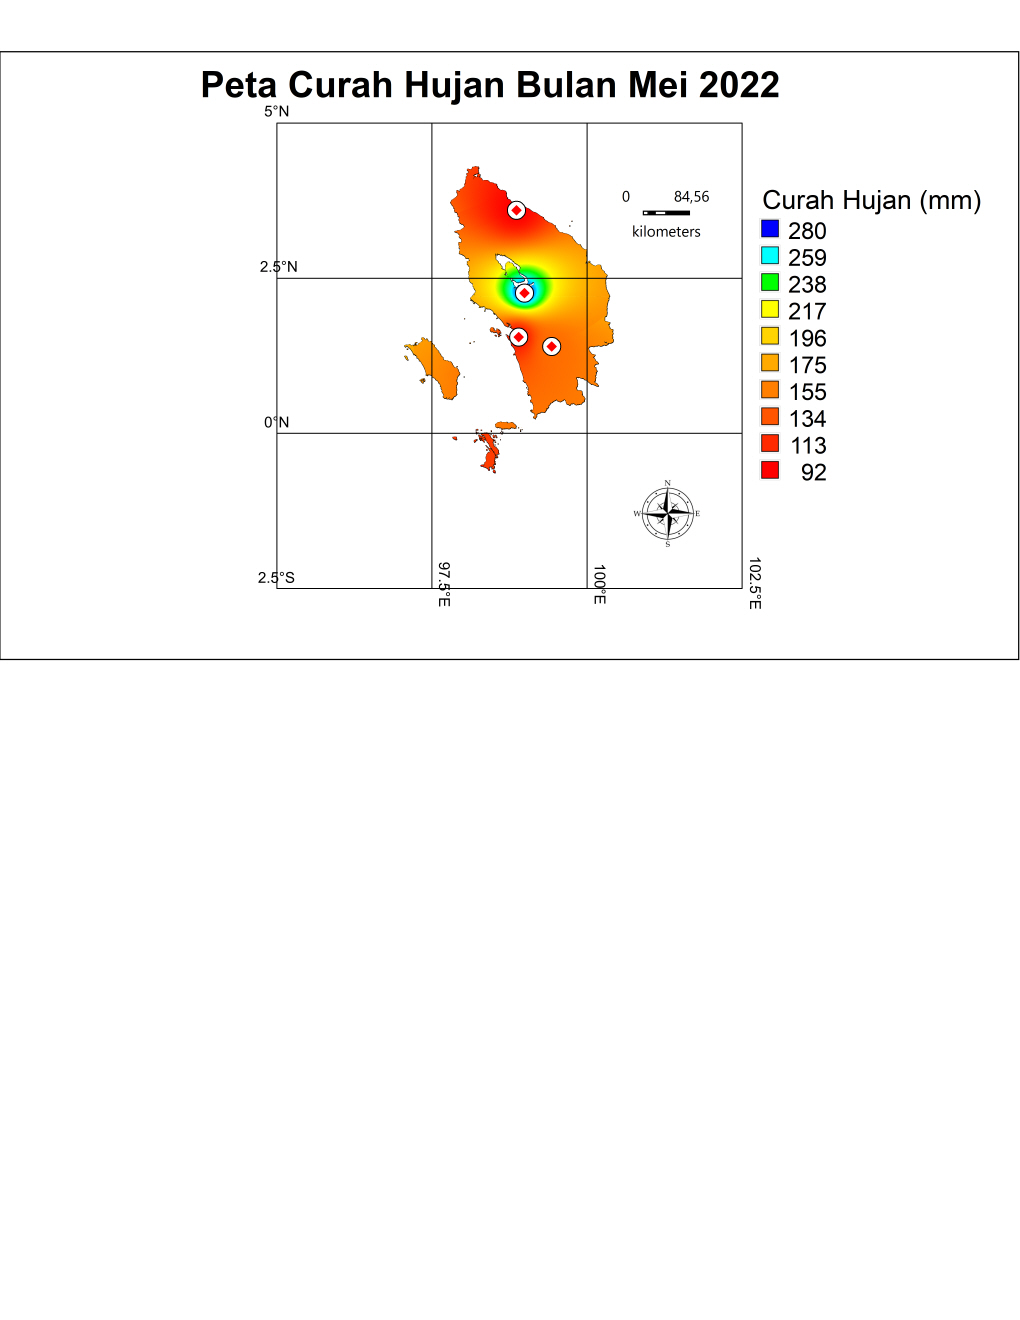 Peta Curah Hujan Bulan Mei 2022
5°N
0 84,56
kilometers
Curah Hujan (mm)
280
259
238
217
196
175
155
134
113
92
2.5°N
0°N
N
W E
S
2.5°S
97.5°E
100°E
102.5°E